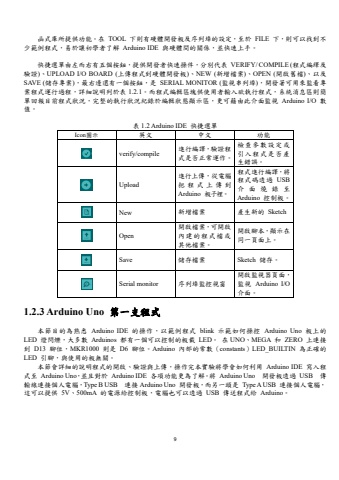 品式庫所提供功能。在 TOOL 下則有硬體開發板及序列埠的設定。至於 FILE 下，則可以找到不
少範例程式，易於讓初學者了解 Arduino IDE 與硬體間的關係，並快速上手。
快捷選單由左而右有五個按鈕，提供開發者快速操作，分別代表 VERIFY/COMPILE(程式編譯及
驗證)、UPLOAD I/O BOARD (上傳程式到硬體開發板)、NEW (新增檔案)、OPEN (開啟舊檔)，以及
SAVE (儲存專案)，最右邊有一個按鈕，是 SERIAL MONITOR (監視串列埠)，開發者可用來監看專
案程式運行過程，詳細說明列於表 1.2.1。而程式編輯區塊供使用者輸入欲執行程式。系統消息區則簡
單回報目前程式狀況，完整的執行狀況紀錄於編輯狀態顯示區。更可藉由此介面監視 Arduino I/O 數
值。
表 1.2 Arduino IDE 快捷選單
Icon圖示 英文 中文 功能
verify/compile 進行編譯，驗證程式是否正常運作。 檢查多數設定或引入程式是否產生錯誤。
Upload 進行上傳，從電腦把程式上傳到 Arduino 板子裡。 程式進行編譯，將程式碼透過 USB 介面燒錄至 Arduino 控制板。
New 新增檔案 產生新的 Sketch
Open 開啟檔案，可開啟內建的程式檔或其他檔案。 開啟腳本，顯示在同一頁面上。
Save 儲存檔案 Sketch 儲存。
Serial monitor 序列埠監控視窗 開啟監視器頁面，監視 Arduino I/O 介面。
1.2.3 Arduino Uno 第一支程式
本節目的為熟悉 Arduino IDE 的操作，以範例程式 blink 示範如何操控 Arduino Uno 板上的
LED 燈閃爍，大多數 Arduinos 都有一個可以控制的板載 LED。 在 UNO、MEGA 和 ZERO 上連接
到 D13 腳位，MKR1000 則是 D6 腳位。Arduino 內部的常數（constants）LED_BUILTIN 為正確的
LED 引腳，與使用的板無關。
本節會詳細的說明程式的開啟、驗證與上傳。操作完本實驗將學會如何利用 Arduino IDE 寫入程
式至 Arduino Uno，並且對於 Arduino IDE 各項功能更為了解。將 Arduino Uno 開發板透過 USB 傳
輸線連接個人電腦，Type B USB 連接 Arduino Uno 開發板，而另一頭是 Type A USB 連接個人電腦，
這可以提供 5V、500mA 的電源給控制板，電腦也可以透過 USB 傳送程式給 Arduino。
9